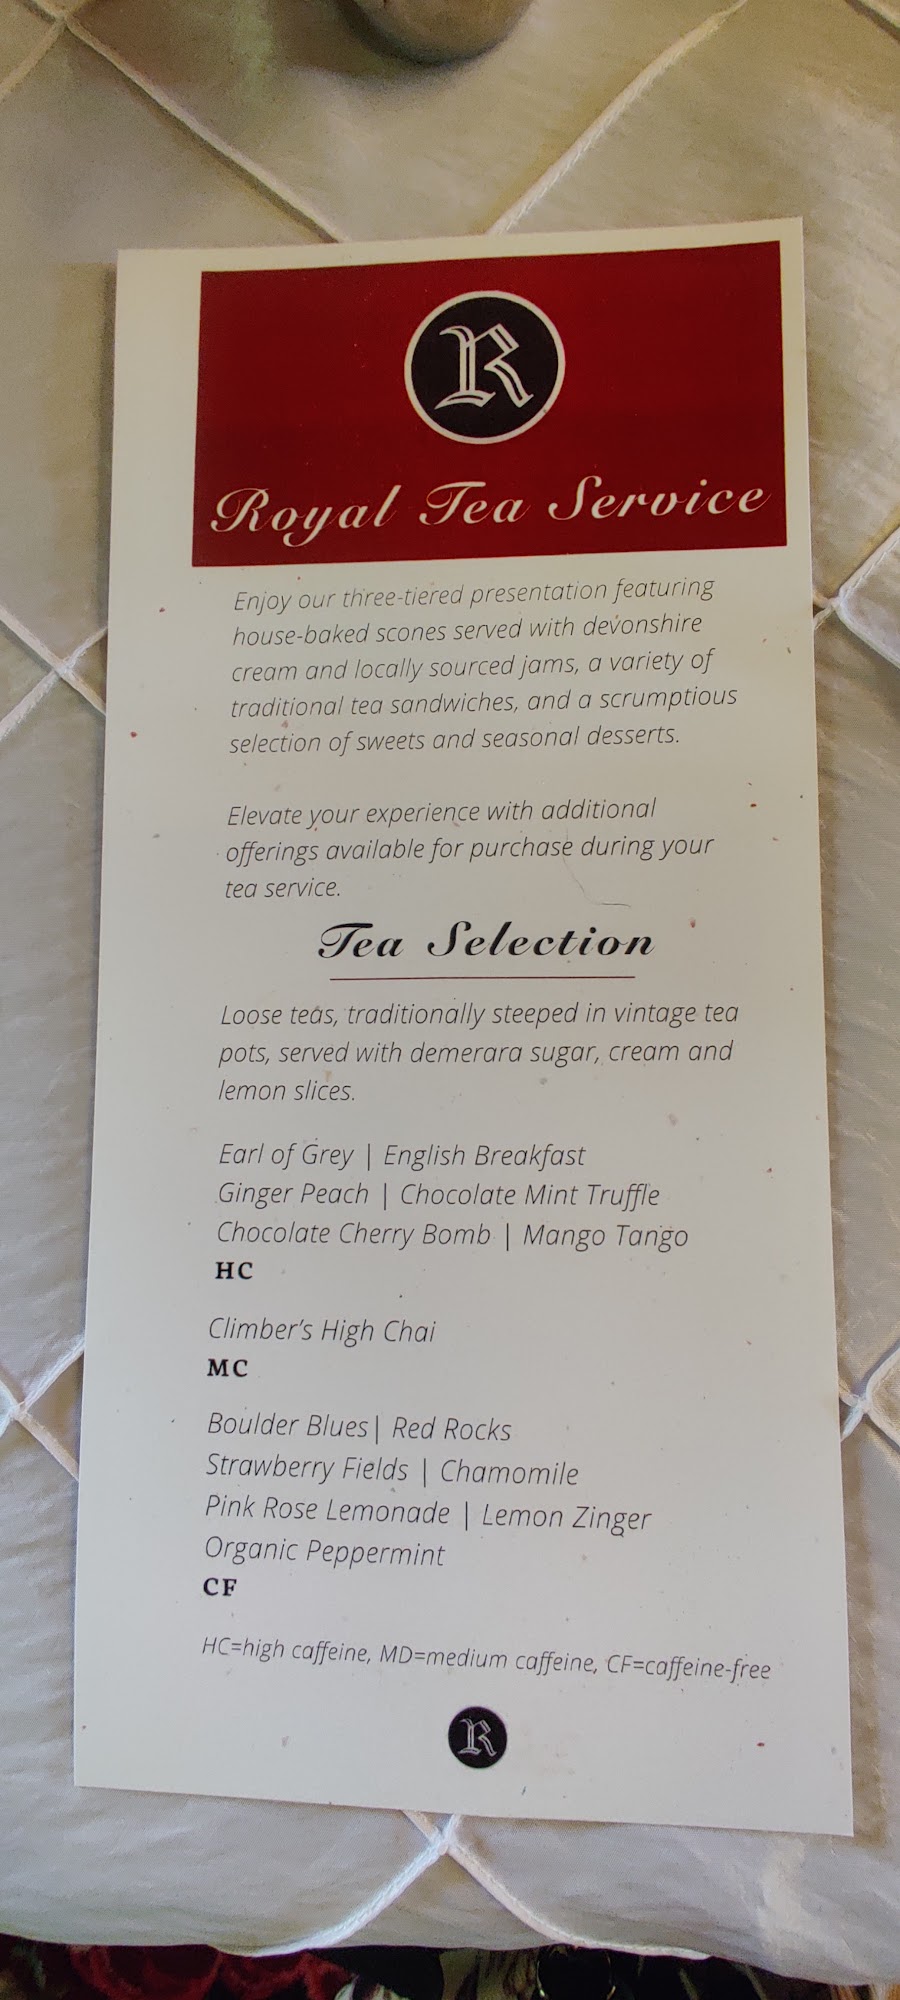 R
Royal Tea Service
Enjoy our three-tiered presentation featuring
house-baked scones served with devonshire
cream and locally sourced jams, a variety of
traditional tea sandwiches, and a scrumptious
selection of sweets and seasonal desserts.
Elevate your experience with additional
offerings available for purchase during your
tea service.
Tea Selection
Loose teas, traditionally steeped in vintage tea
pots, served with demerara sugar, cream and
lemon slices.
Earl of Grey | English Breakfast
Ginger Peach | Chocolate Mint Truffle
Chocolate Cherry Bomb | Mango Tango
HC
Climber's High Chai
MC
Boulder Blues| Red Rocks
Strawberry Fields | Chamomile
Pink Rose Lemonade | Lemon Zinger
Organic Peppermint
CF
HC=high caffeine, MD=medium caffeine, CF=caffeine-free
R